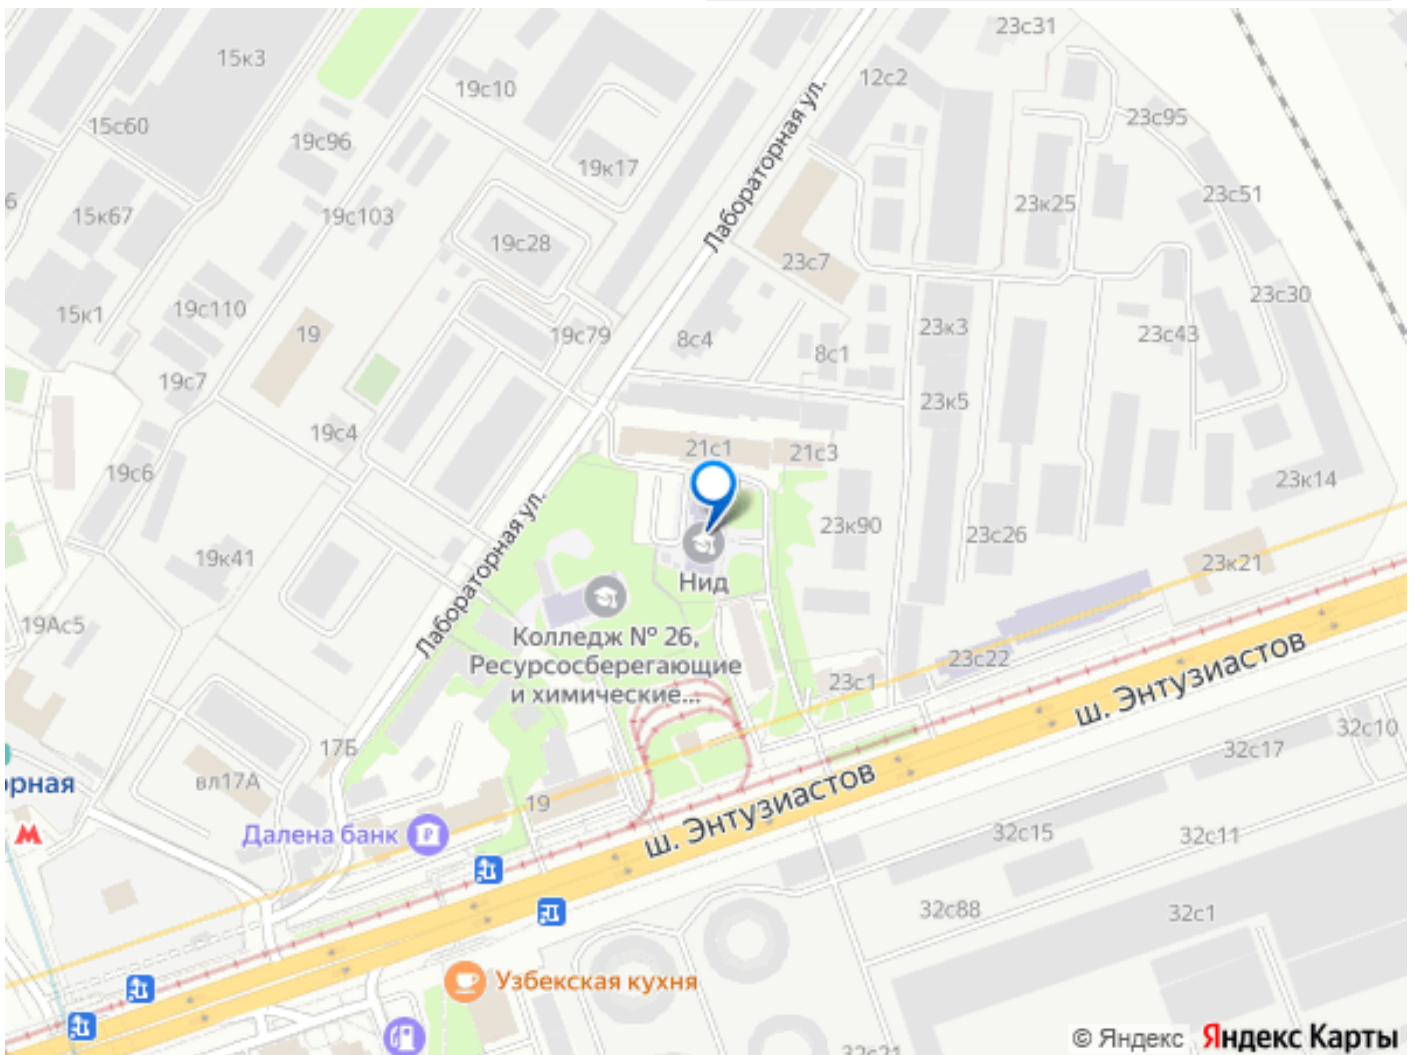 23с31
15к3
12с2
19с10
Лабораторная ул.
15с60
23с95
19с96
19к17
6
23с51
15к67
19с103
23к25
19с28
23с7
23с30
19с110
15к1
19
19с79
8с4
23к3
23с43
8с1
19с7
23к5
19с4
21с1
21с3
19с6
23к14
Лабораторная ул.
23к90
23с26
19к41
23к21
Нид
19Ас5
Колледж № 26,
Ресурсосберегающие
и химические...
23с22
23с1
ш. Энтузиастов
32с10
17Б
32с17
орная
вл17А
19
ш. Энтузиастов
Далена банк
32с15
32с11
32с88
32с1
Узбекская кухня
© Яндекс Яндекс Карты
32с21